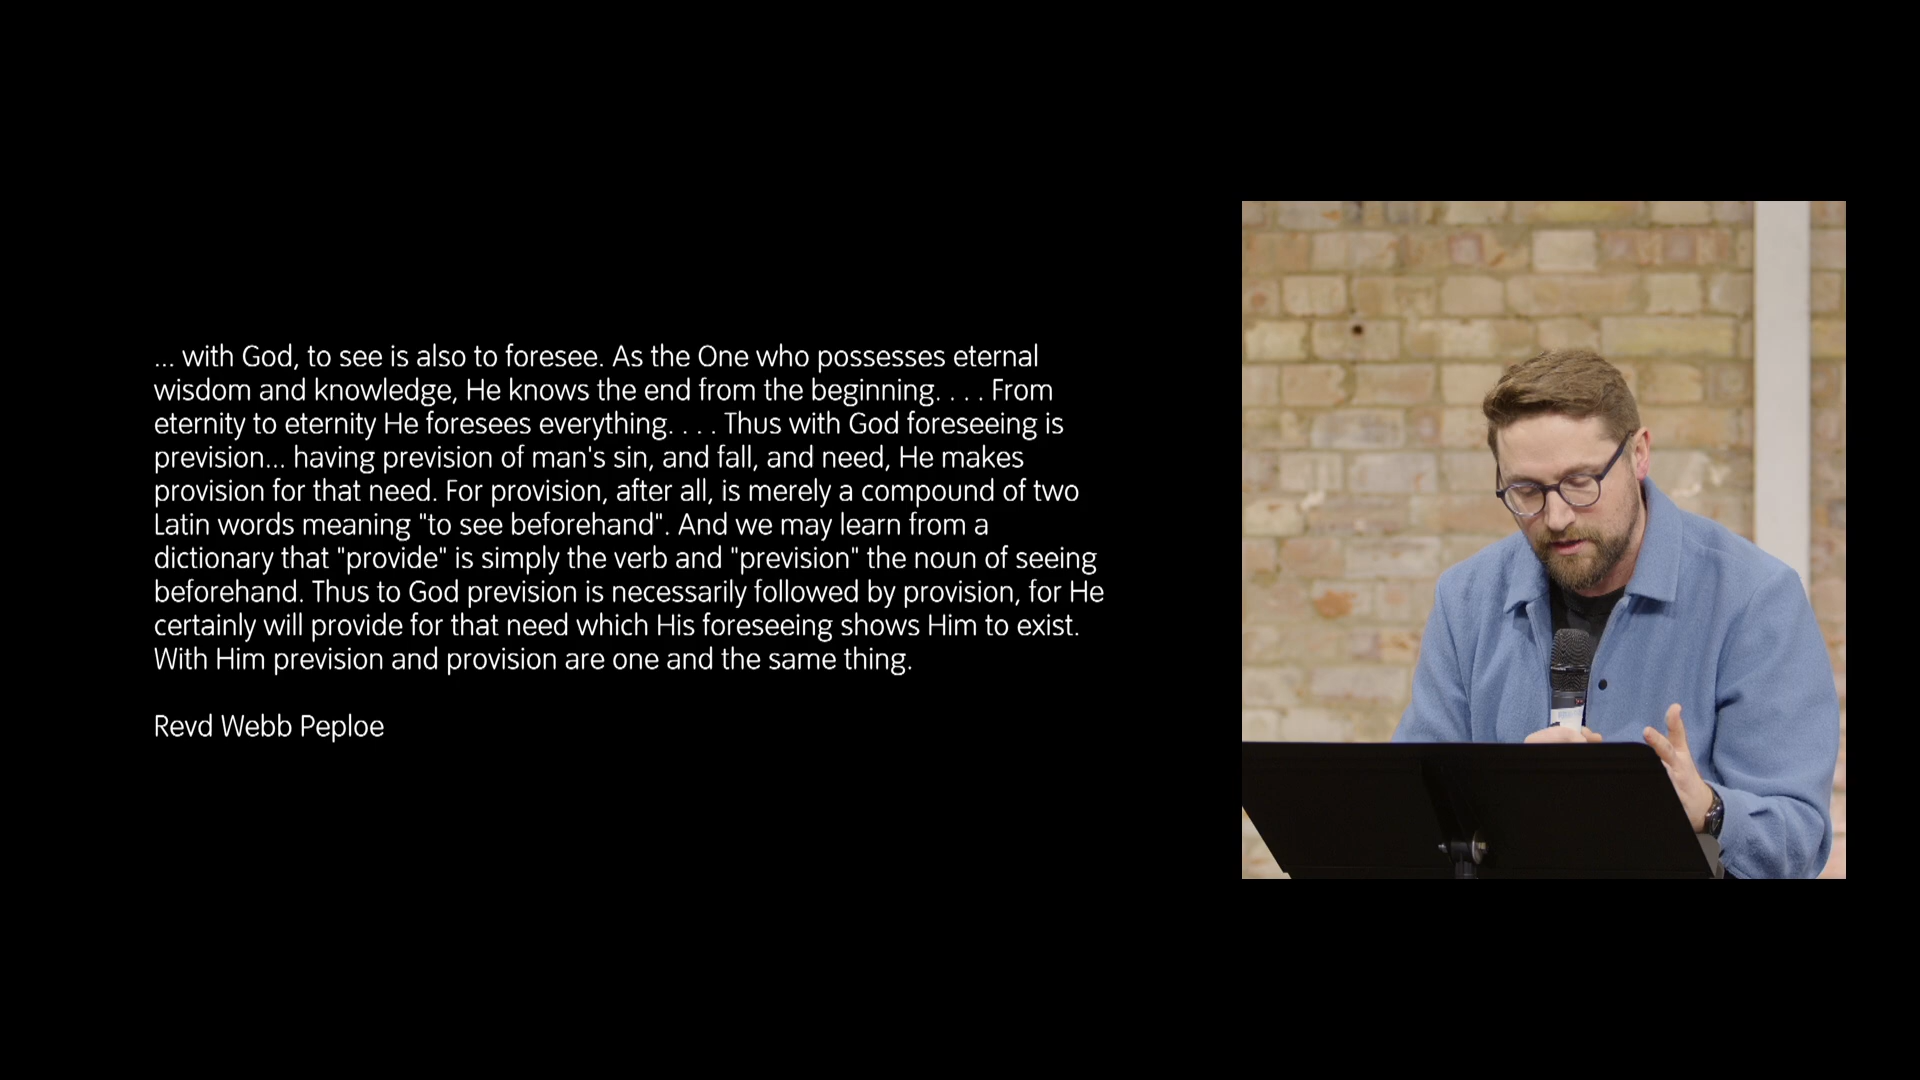 ... with God, to see is also to foresee. As the One who possesses eternal
wisdom and knowledge, He knows the end from the beginning. . . . From
eternity to eternity He foresees everything. . . . Thus with God foreseeing is
prevision... having prevision of man's sin, and fall, and need, He makes
provision for that need. For provision, after all, is merely a compound of two
Latin words meaning "to see beforehand". And we may learn from a
dictionary that "provide" is simply the verb and "prevision" the noun of seeing
beforehand. Thus to God prevision is necessarily followed by provision, for He
certainly will provide for that need which His foreseeing shows Him to exist.
With Him prevision and provision are one and the same thing.
Revd Webb Peploe